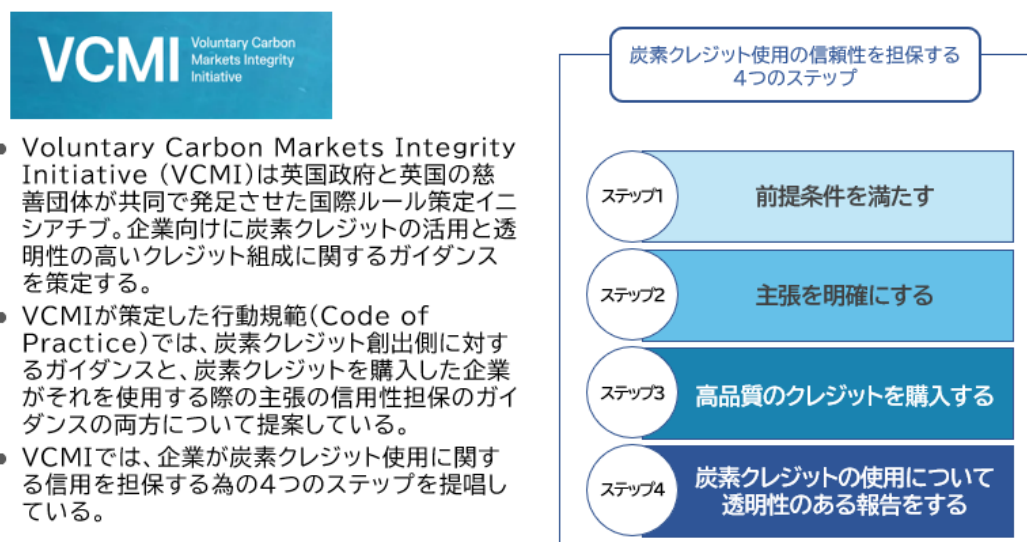 VCMI
Voluntary Carbon
Markets Integrity
Initiative
• Voluntary Carbon Markets Integrity
Initiative (VCMI)は英国政府と英国の慈
善団体が共同で発足させた国際ルール策定イニ
シアチブ。企業向けに炭素クレジットの活用と透
明性の高いクレジット組成に関するガイダンス
を策定する。
• VCMIが策定した行動規範(Code of
Practice)では、炭素クレジット創出側に対す
るガイダンスと、炭素クレジットを購入した企業
がそれを使用する際の主張の信用性担保のガイ
ダンスの両方について提案している。
• VCMIでは、企業が炭素クレジット使用に関す
る信用を担保する為の4つのステップを提唱し
ている。
炭素クレジット使用の信頼性を担保する
4つのステップ
ステップ1
前提条件を満たす
ステップ2
主張を明確にする
ステップ3
高品質のクレジットを購入する
ステップ4
炭素クレジットの使用について
透明性のある報告をする